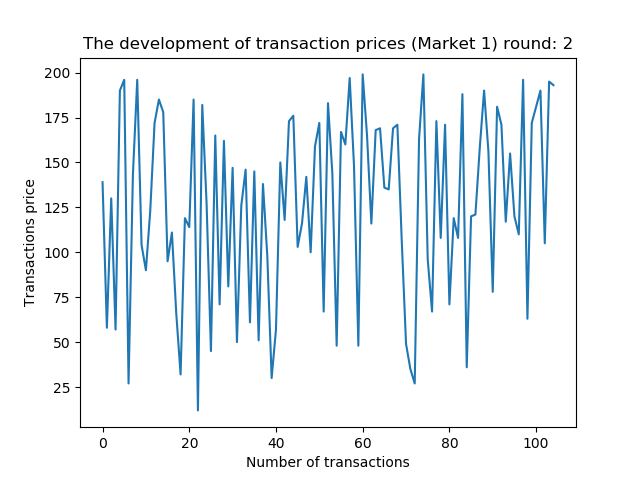 The development of transaction prices (Market 1) round: 2
200
175
150
125
100
75
50
25
Transactions price
0 20 40 60 80 100
Number of transactions